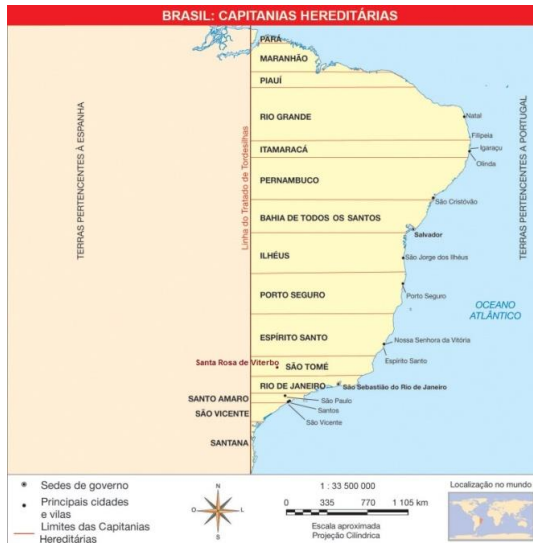 BRASIL: CAPITANIAS HEREDITÁRIAS
PARÁ
MARANHÃO
PIAUÍ
RIO GRANDE
Natal
Filipeia
ITAMARACÁ
Igaraçu
Olinda
PERNAMBUCO
São Cristóvão
BAHIA DE TODOS OS SANTOS
Salvador
ILHÉUS
São Jorge dos Ilhéus
PORTO SEGURO
Porto Seguro
OCEANO
ATLÂNTICO
ESPÍRITO SANTO
Nossa Senhora da Vitória
Espírito Santo
Santa Rosa de Viterbo
SÃO TOMÉ
RIO DE JANEIRO
São Sebastião do Rio de Janeiro
SANTO AMARO
São Paulo
SÃO VICENTE
Santos
São Vicente
SANTANA
TERRAS PERTENCENTES À ESPANHA
Linha do Tratado de Tordesilhas
TERRAS PERTENCENTES A PORTUGAL
Sedes de governo
Principais cidades
e vilas
Limites das Capitanias
Hereditárias
N
O
L
S
1 : 33 500 000
0 335 770 1 105 km
Escala aproximada
Projeção Cilíndrica
Localização no mundo